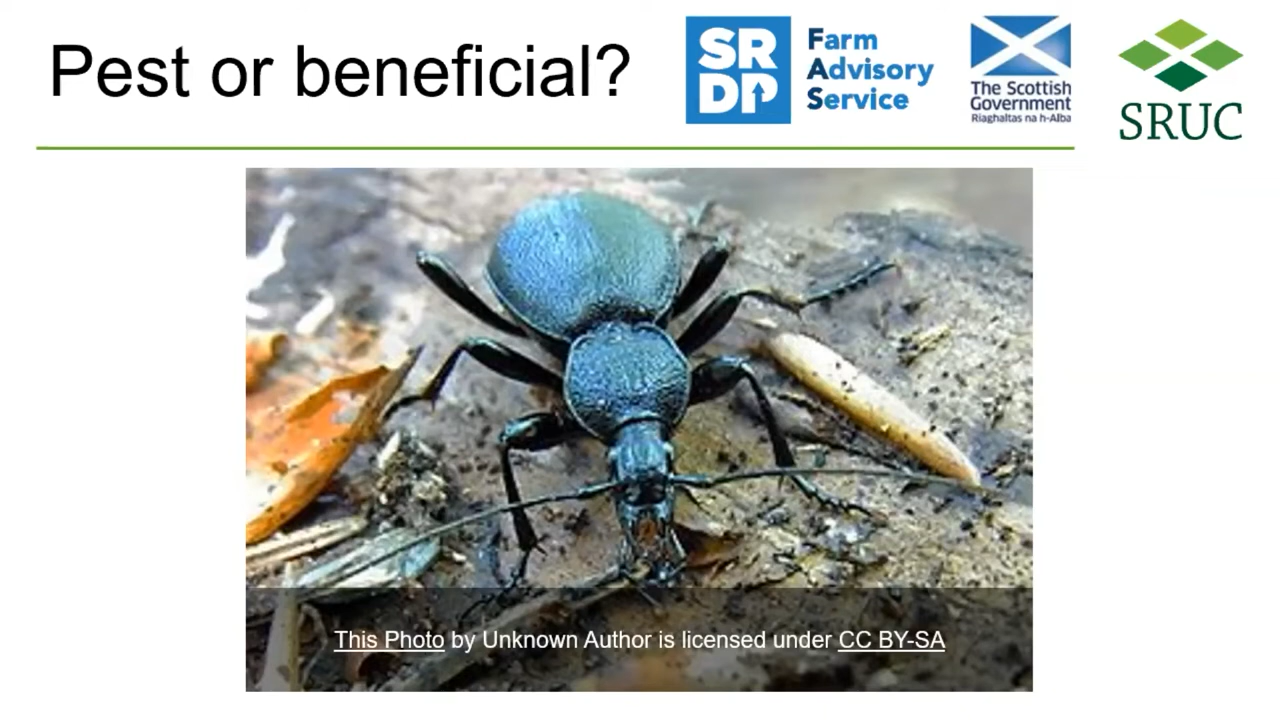 Pest or beneficial?
SR
DP
Farm
Advisory
Service
The Scottish
Government
Riaghaltas na h-Alba
SRUC
This Photo by Unknown Author is licensed under CC BY-SA